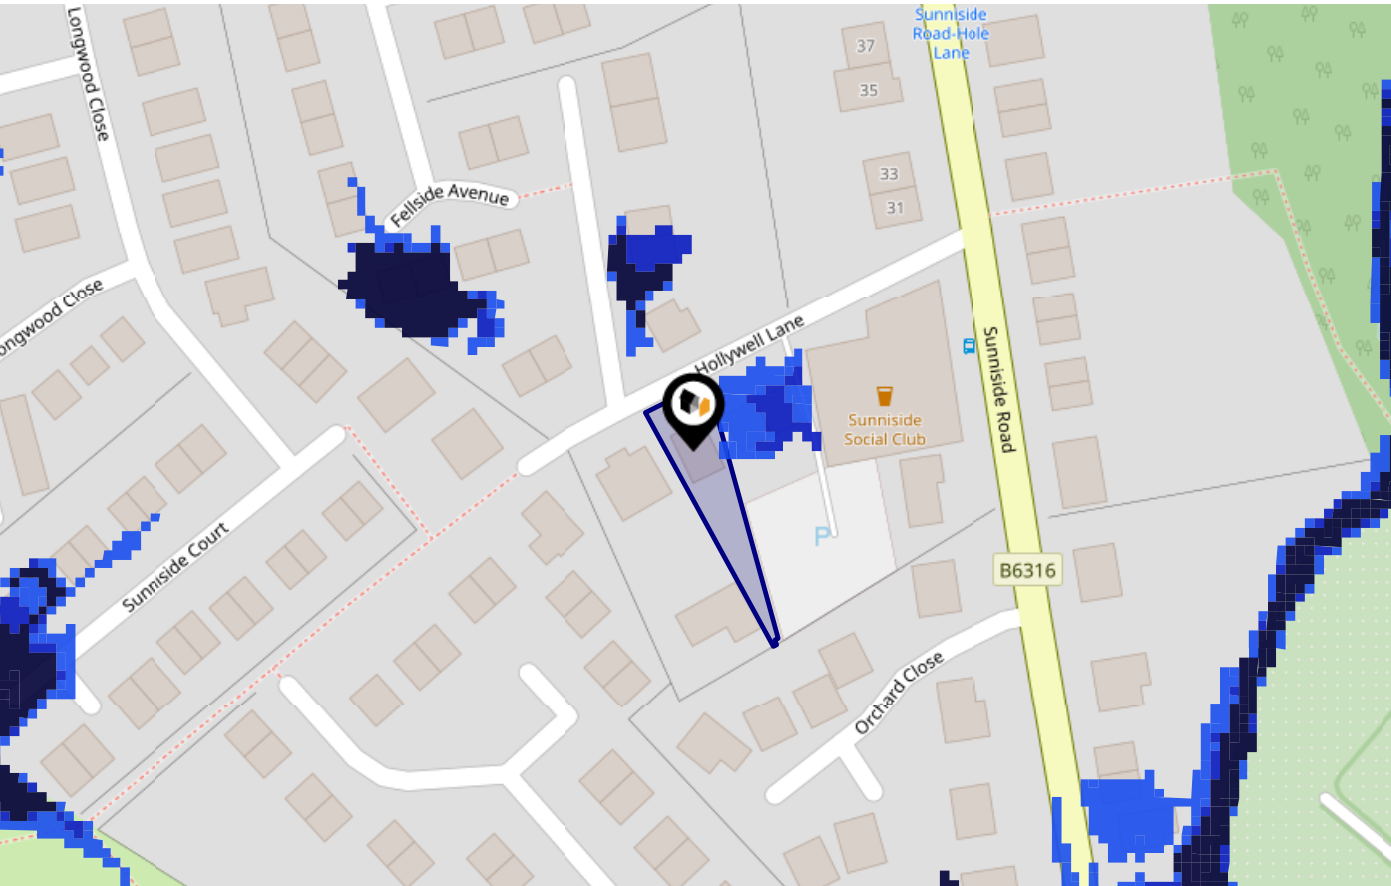 Longwood Close
Sunniside
Road-Hole
Lane
37
35
33
31
Fellside Avenue
ongwood Close
Hollywell Lane
Sunniside Road
Sunniside
Social Club
Sunniside Court
P
B6316
Orchard Close